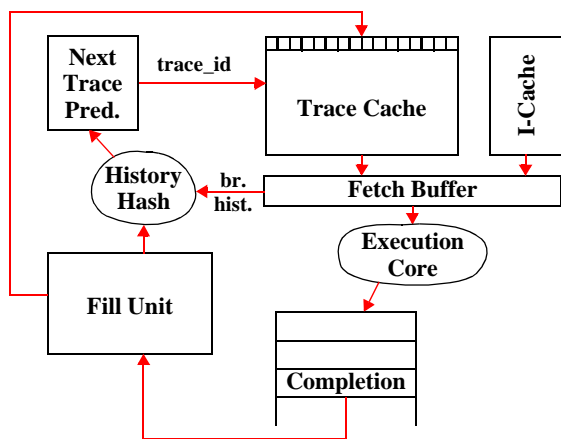 Next
Trace
Pred.
trace_id
Trace Cache
I-Cache
History
Hash
br.
hist.
Fetch Buffer
Execution
Core
Fill Unit
Completion